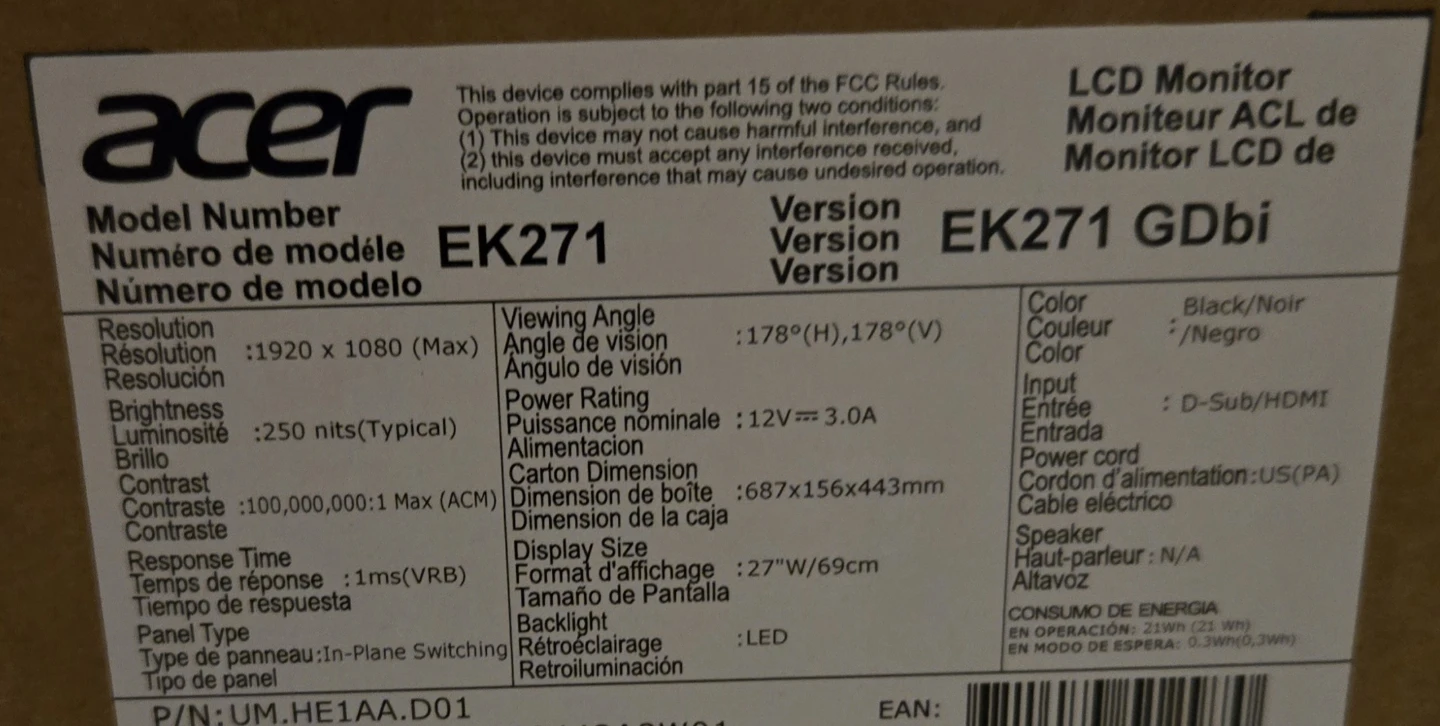 acer
This device complies with part 15 of the FCC Rules.
Operation is subject to the following two conditions:
(1) This device may not cause harmful interference, and
(2) this device must accept any interference received,
including interference that may cause undesired operation.
LCD Monitor
Moniteur ACL de
Monitor LCD de
Model Number
Numéro de modéle EK271
Número de modelo
Version
Version EK271 GDbi
Version
Resolution
Résolution :1920 x 1080 (Max)
Resolución
Brightness
Luminosité :250 nits(Typical)
Brillo
Contrast
Contraste :100,000,000:1 Max (ACM)
Contraste
Response Time
Temps de réponse :1ms(VRB)
Tiempo de respuesta
Panel Type
Type de panneau:In-Plane Switching
Tipo de panel
Viewing Angle
Angle de vision :178°(H),178°(V)
Ángulo de visión
Power Rating
Puissance nominale :12V⎓3.0A
Alimentacion
Carton Dimension
Dimension de boîte :687x156x443mm
Dimension de la caja
Display Size
Format d'affichage :27"W/69cm
Tamaño de Pantalla
Backlight
Rétroéclairage :LED
Retroiluminación
Color Black/Noir
Couleur :/Negro
Color
Input
Entrée : D-Sub/HDMI
Entrada
Power cord
Cordon d'alimentation:US(PA)
Cable eléctrico
Speaker
Haut-parleur : N/A
Altavoz
CONSUMO DE ENERGIA
EN OPERACIÓN: 21Wh (21 Wh)
EN MODO DE ESPERA: 0.3Wh(0,3Wh)
P/N:UM.HE1AA.D01
EAN: